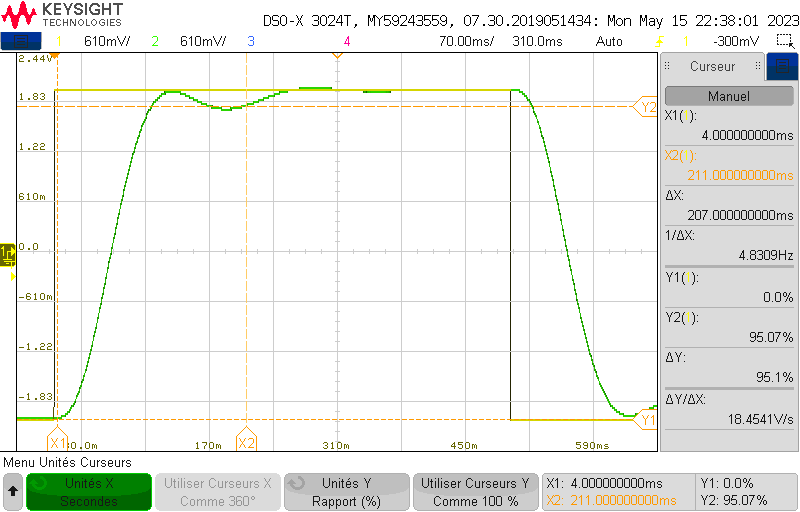 KEYSIGHT
TECHNOLOGIES
DSO-X 3024T, MY59243559, 07.30.2019051434: Mon May 15 22:38:01 2023
1 610mV/ 2 610mV/ 3 4 70.00ms/ 310.0ms Auto 1 -300mV
2.44V
1.83
1.22
610m
0.0
-610m
-1.22
-1.83
Y2
Y1
X1 30.0m 170m X2 310m 450m 590ms
Curseur
Manuel
X1(1):
4.000000000ms
X2(1):
211.000000000ms
ΔX:
207.000000000ms
1/ΔX:
4.8309Hz
Y1(1):
0.0%
Y2(1):
95.07%
ΔY:
95.1%
ΔY/ΔX:
18.4541V/s
Menu Unités Curseurs
Unités X
Secondes
Utiliser Curseurs X
Comme 360°
Unités Y
Rapport (%)
Utiliser Curseurs Y
Comme 100 %
X1: 4.000000000ms
X2: 211.000000000ms
Y1: 0.0%
Y2: 95.07%